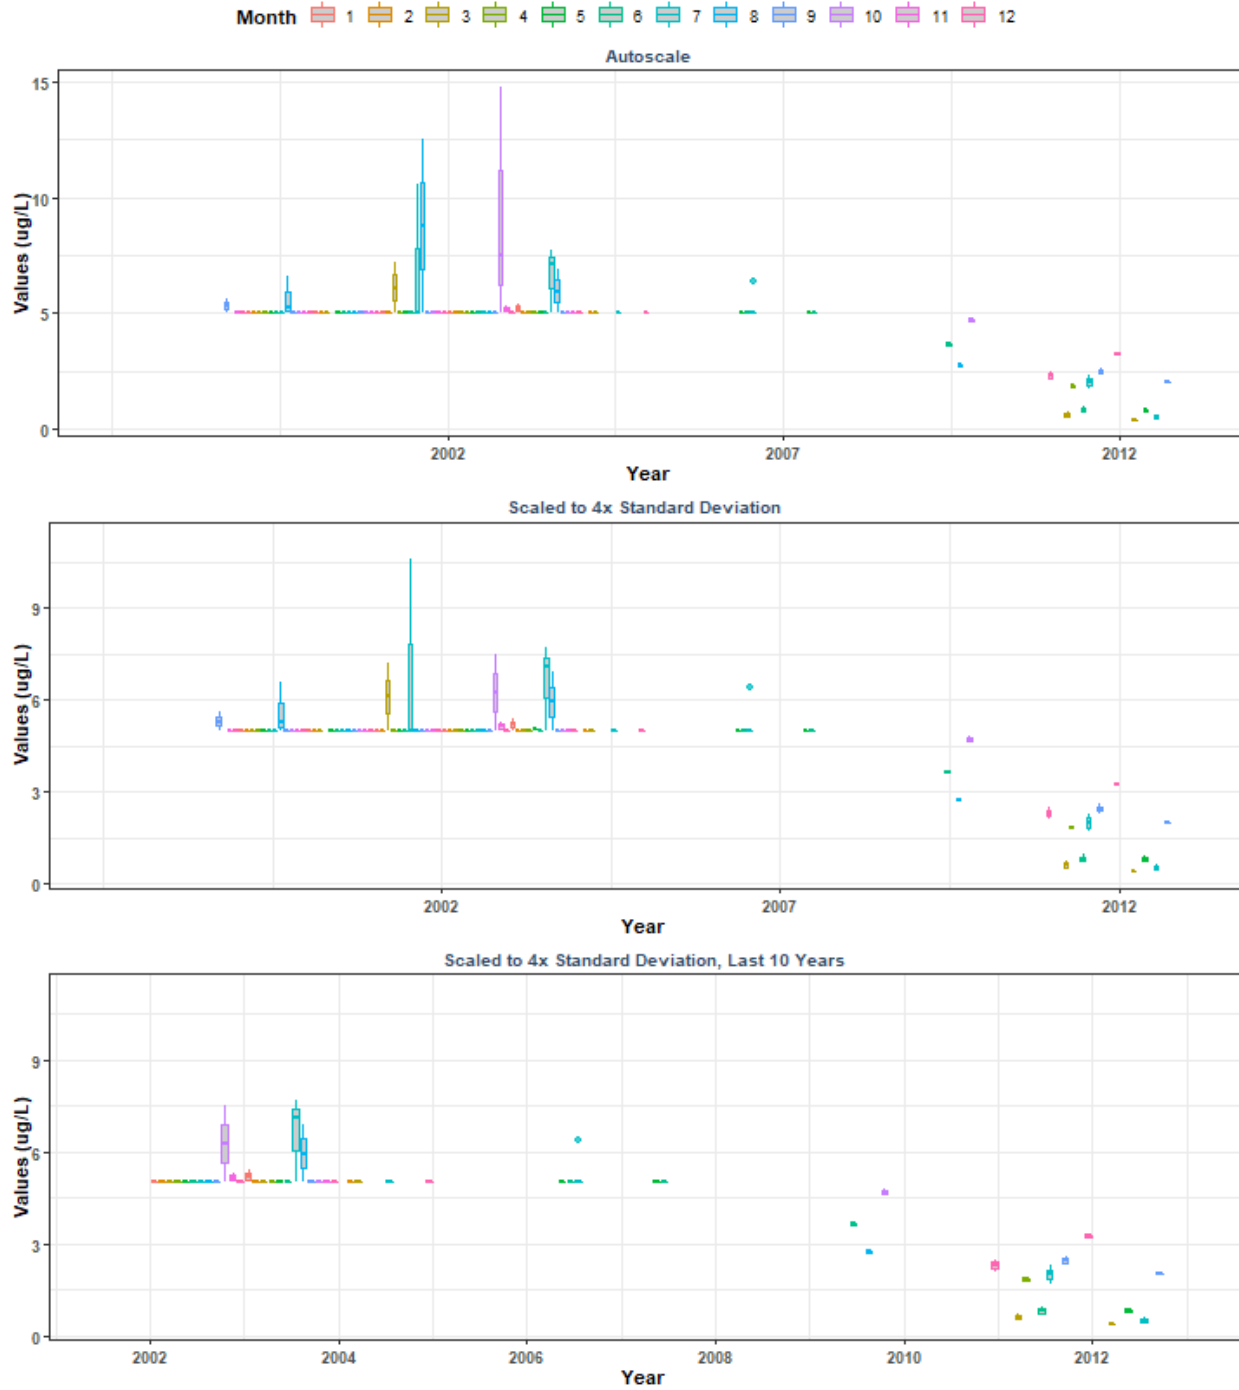 Month 1 2 3 4 5 6 7 8 9 10 11 12
Autoscale
Values (ug/L)
15
10
5
0
2002 2007 2012
Year
Scaled to 4x Standard Deviation
Values (ug/L)
9
6
3
0
2002 2007 2012
Year
Scaled to 4x Standard Deviation, Last 10 Years
Values (ug/L)
9
6
3
0
2002 2004 2006 2008 2010 2012
Year